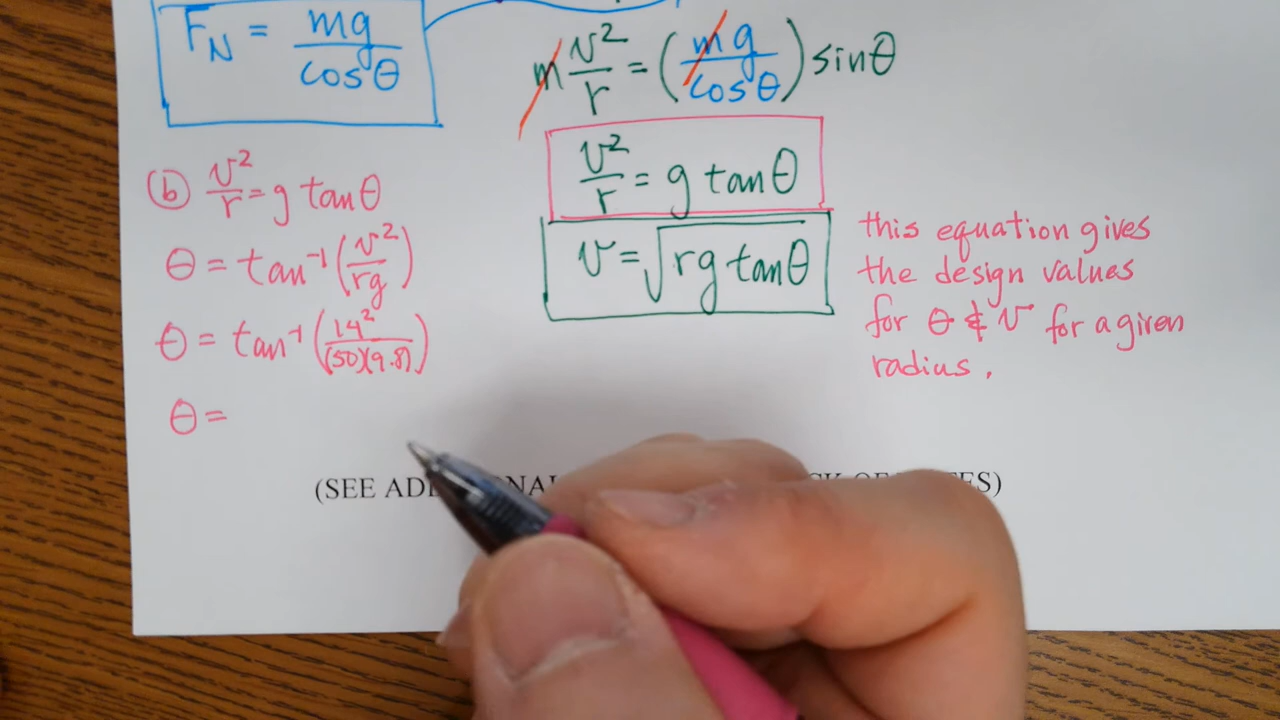 F_N = mg/cosθ
m v²/r = (mg/cosθ) sinθ
v²/r = g tanθ
v = √(rg tanθ)
this equation gives
the design values
for θ & v for a given
radius.
(b) v²/r = g tanθ
θ = tan⁻¹(v²/rg)
θ = tan⁻¹(14²/(50)(9.8))
θ =
(SEE